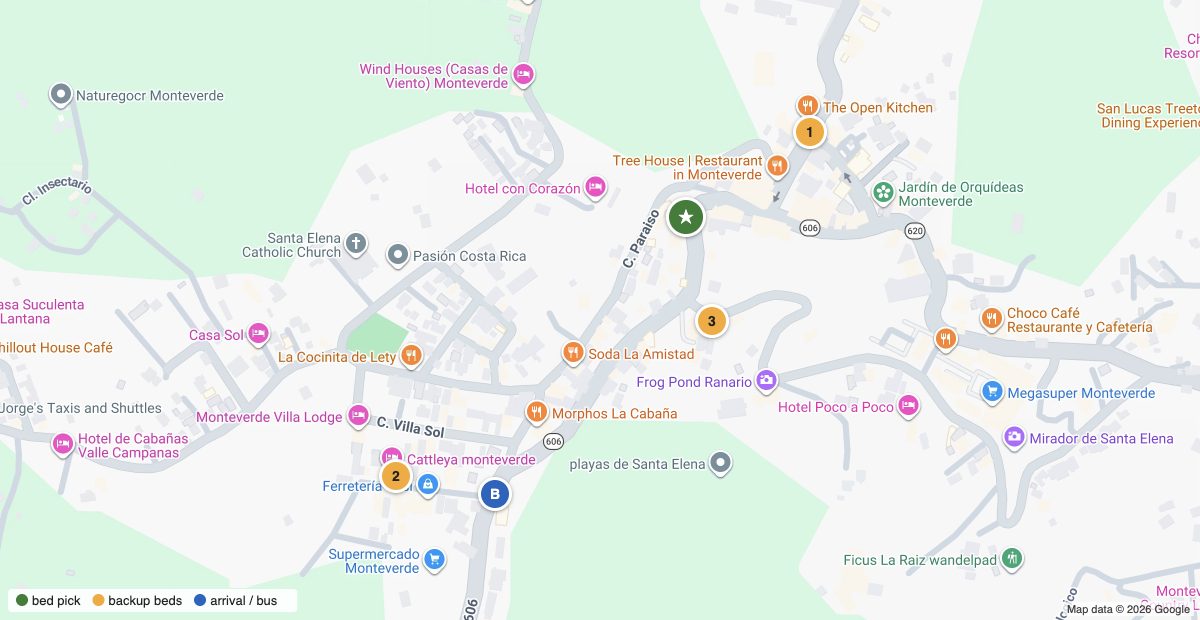 Wind Houses (Casas de
Viento) Monteverde
Naturegocr Monteverde
The Open Kitchen
San Lucas Treeto
Dining Experienc
Ch
Resor
1
Tree House | Restaurant
in Monteverde
Cl. Insectario
Hotel con Corazón
Jardín de Orquídeas
Monteverde
C. Paraiso
606
620
Santa Elena
Catholic Church
Pasión Costa Rica
asa Suculenta
Lantana
3
Choco Café
Restaurante y Cafetería
Casa Sol
hillout House Café
La Cocinita de Lety
Soda La Amistad
Frog Pond Ranario
Megasuper Monteverde
Jorge's Taxis and Shuttles
Monteverde Villa Lodge
Morphos La Cabaña
Hotel Poco a Poco
C. Villa Sol
606
Hotel de Cabañas
Valle Campanas
Mirador de Santa Elena
Cattleya monteverde
playas de Santa Elena
2
Ferretería
B
Supermercado
Monteverde
Ficus La Raiz wandelpad
606
Montev
bed pick
backup beds
arrival / bus
Map data © 2026 Google